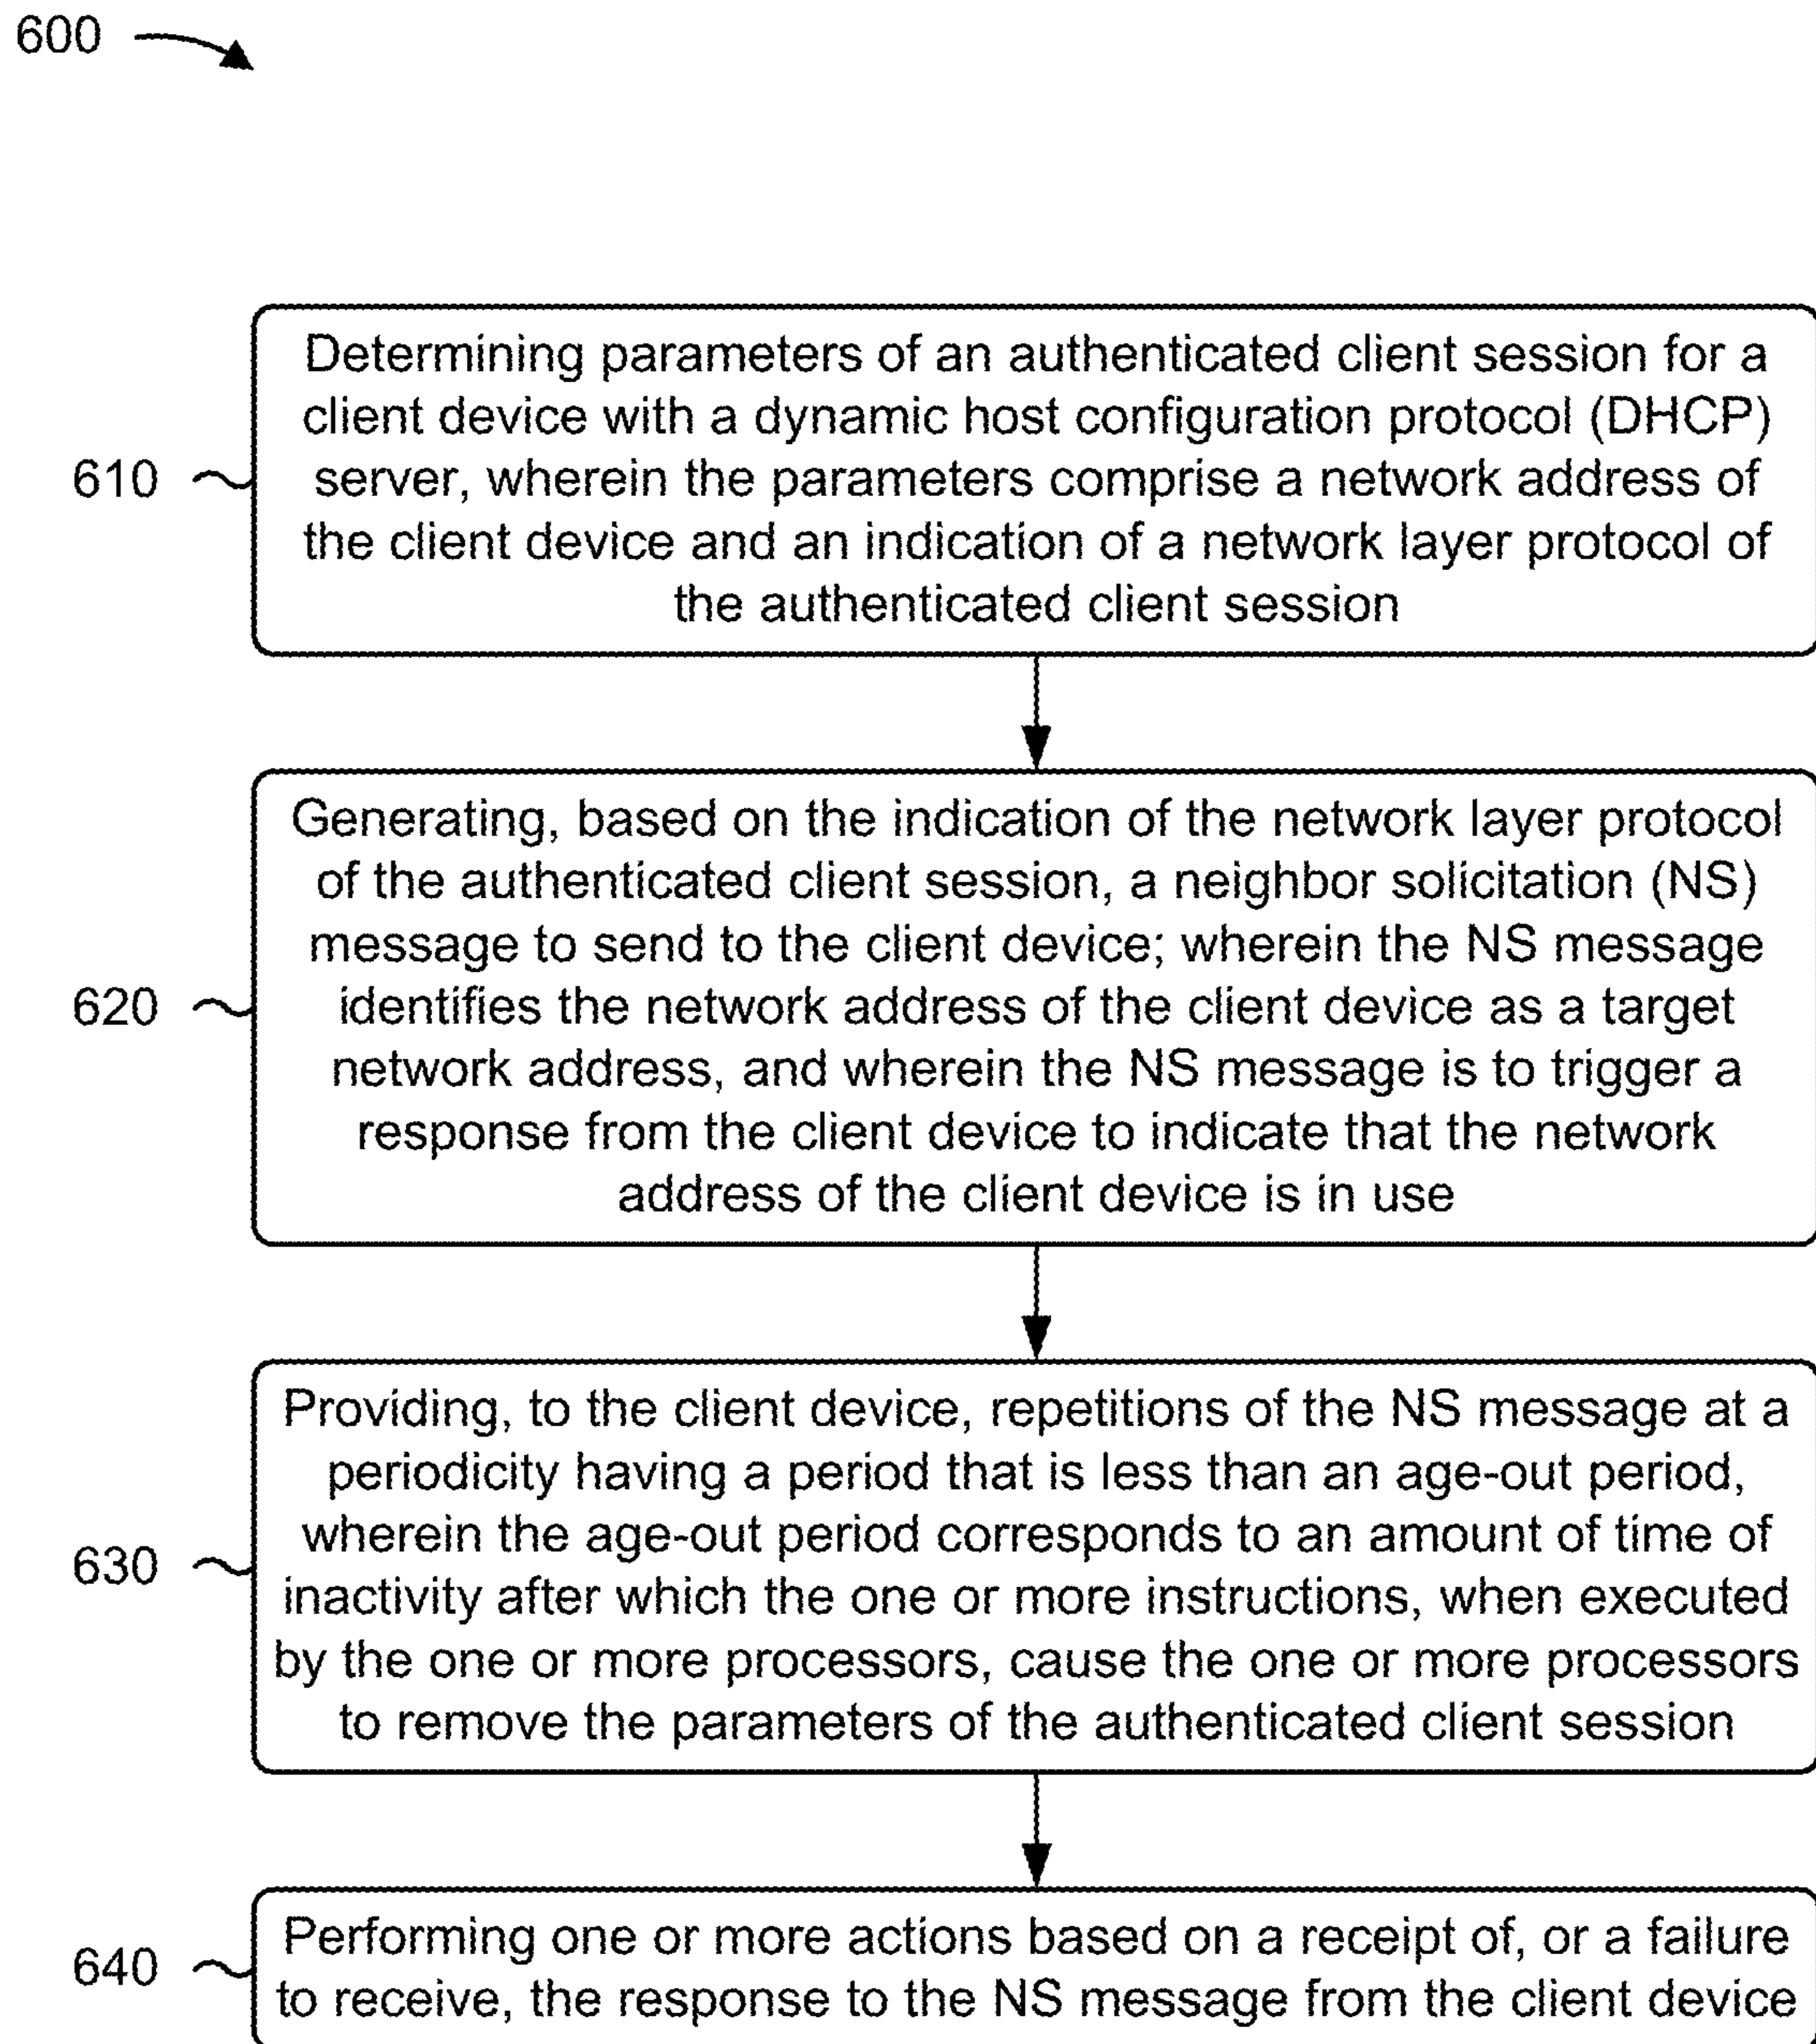 600
Determining parameters of an authenticated client session for a
client device with a dynamic host configuration protocol (DHCP)
610
server, wherein the parameters comprise a network address of
the client device and an indication of a network layer protocol of
the authenticated client session
Generating, based on the indication of the network layer protocol
of the authenticated client session, a neighbor solicitation (NS)
message to send to the client device; wherein the NS message
620
identifies the network address of the client device as a target
network address, and wherein the NS message is to trigger a
response from the client device to indicate that the network
address of the client device is in use
Providing, to the client device, repetitions of the NS message at a
periodicity having a period that is less than an age-out period,
wherein the age-out period corresponds to an amount of time of
630
inactivity after which the one or more instructions, when executed
by the one or more processors, cause the one or more processors
to remove the parameters of the authenticated client session
640
Performing one or more actions based on a receipt of, or a failure
to receive, the response to the NS message from the client device